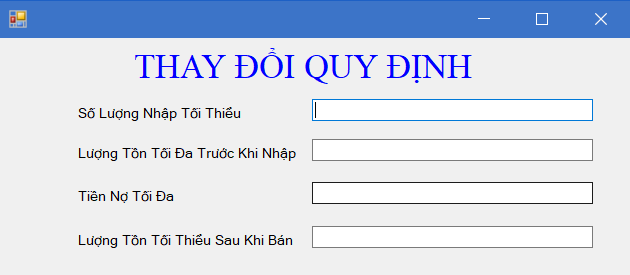 THAY ĐỔI QUY ĐỊNH
Số Lượng Nhập Tối Thiểu
Lượng Tồn Tối Đa Trước Khi Nhập
Tiền Nợ Tối Đa
Lượng Tồn Tối Thiểu Sau Khi Bán